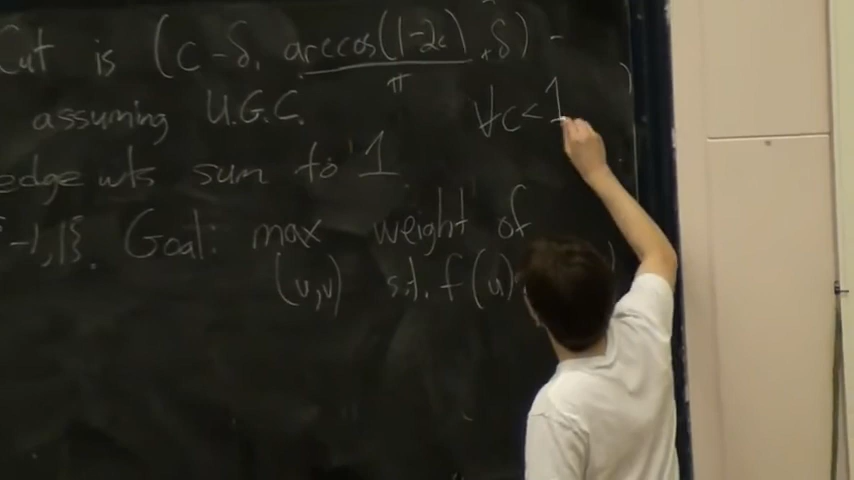 Cut is (c-δ, arccos(1-2c)/π + δ) -
assuming U.G.C. ∀c<1
edge wts sum to 1
-1,1}. Goal: max weight of
(u,v) s.t. f(u)